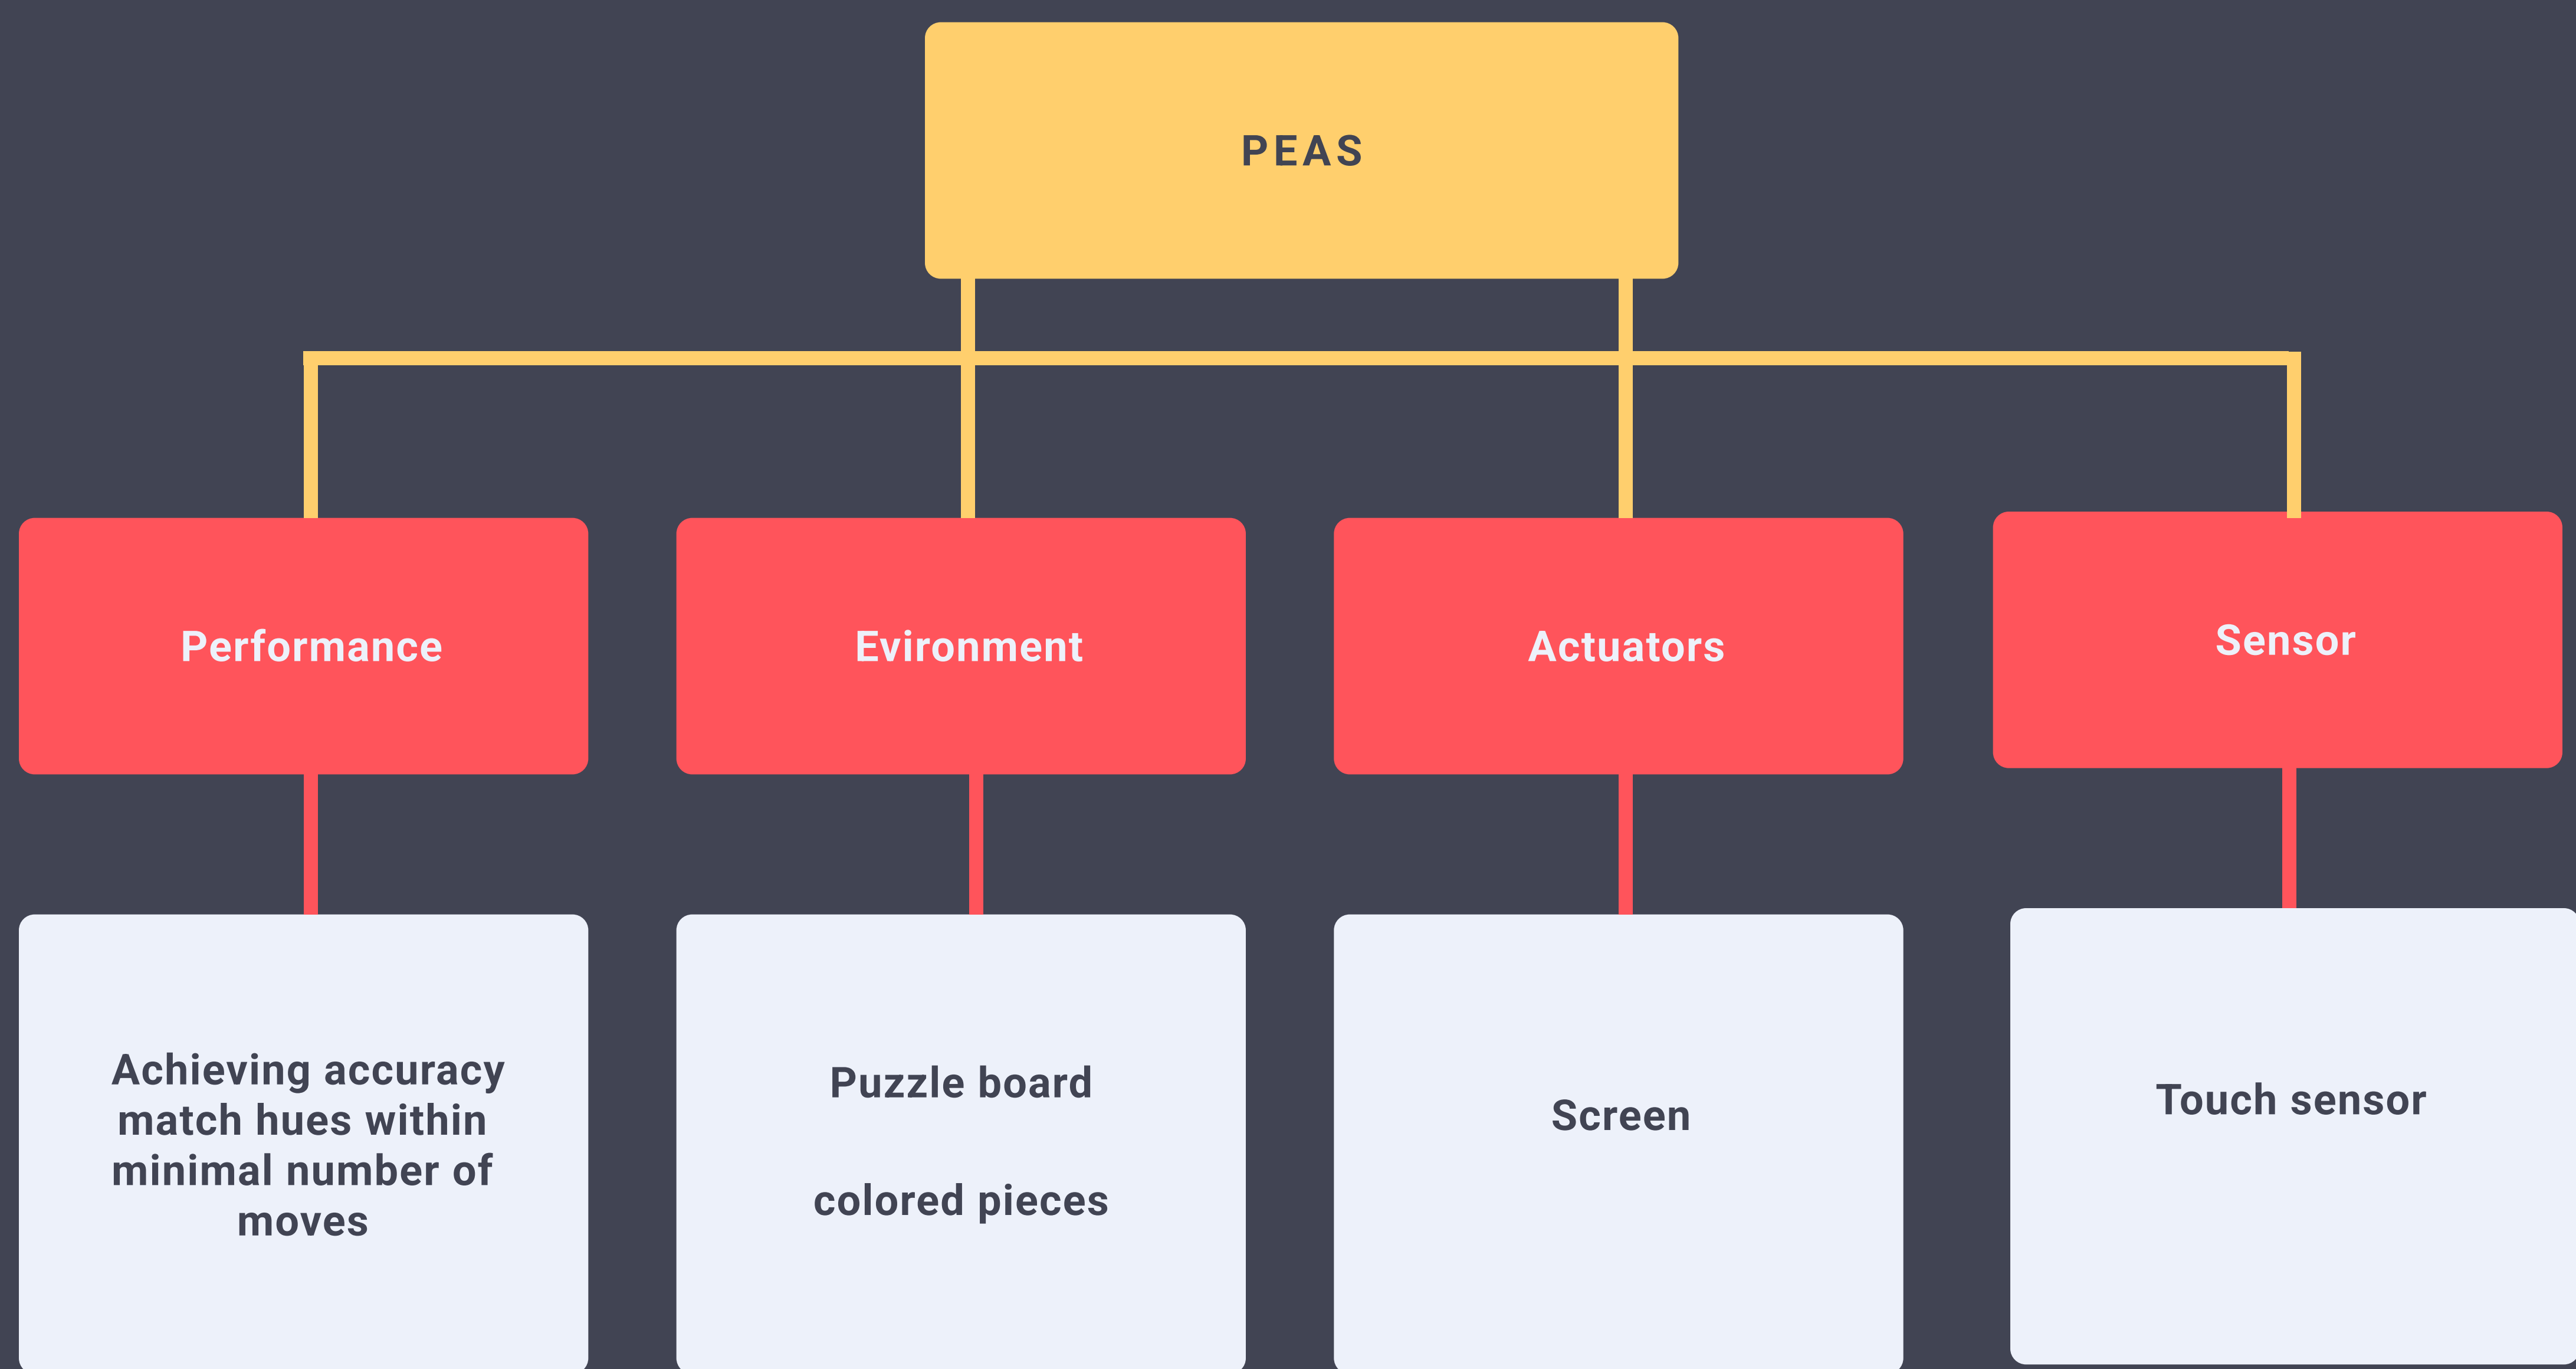 PEAS
Performance
Evironment
Actuators
Sensor
Achieving accuracy
match hues within
minimal number of
moves
Puzzle board
colored pieces
Screen
Touch sensor